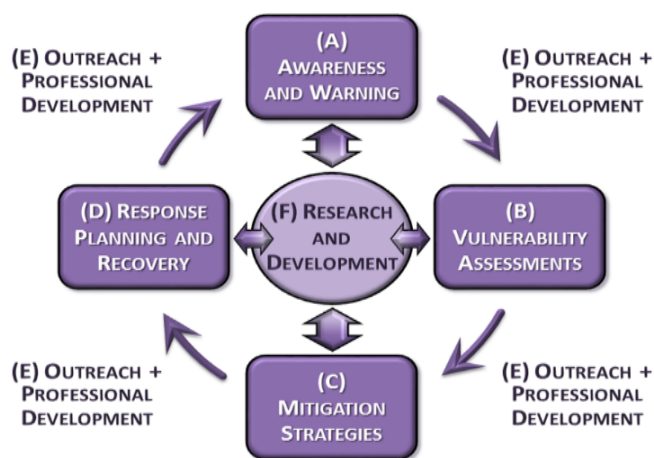 (A)
AWARENESS
AND WARNING
(E) OUTREACH +
PROFESSIONAL
DEVELOPMENT
(E) OUTREACH +
PROFESSIONAL
DEVELOPMENT
(D) RESPONSE
PLANNING AND
RECOVERY
(F) RESEARCH
AND
DEVELOPMENT
(B)
VULNERABILITY
ASSESSMENTS
(E) OUTREACH +
PROFESSIONAL
DEVELOPMENT
(C)
MITIGATION
STRATEGIES
(E) OUTREACH +
PROFESSIONAL
DEVELOPMENT